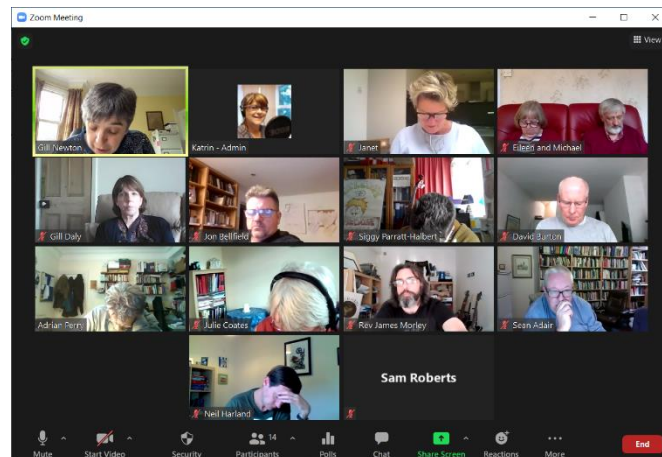 Zoom Meeting
View
Gill Newton
Katrin - Admin
Janet
Eileen and Michael
Gill Daly
Jon Bellfield
Siggy Parratt-Halbert
David Barton
Adrian Perry
Julie Coates
Rev James Morley
Sean Adair
Neil Harland
Sam Roberts
Mute
Start Video
Security
14
Participants
Polls
Chat
Share Screen
Reactions
More
End